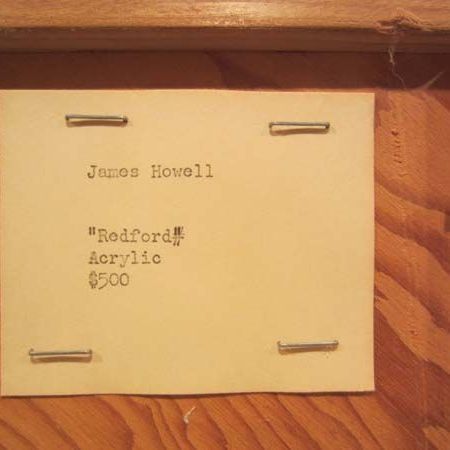 James Howell
"Redford#
Acrylic
$500